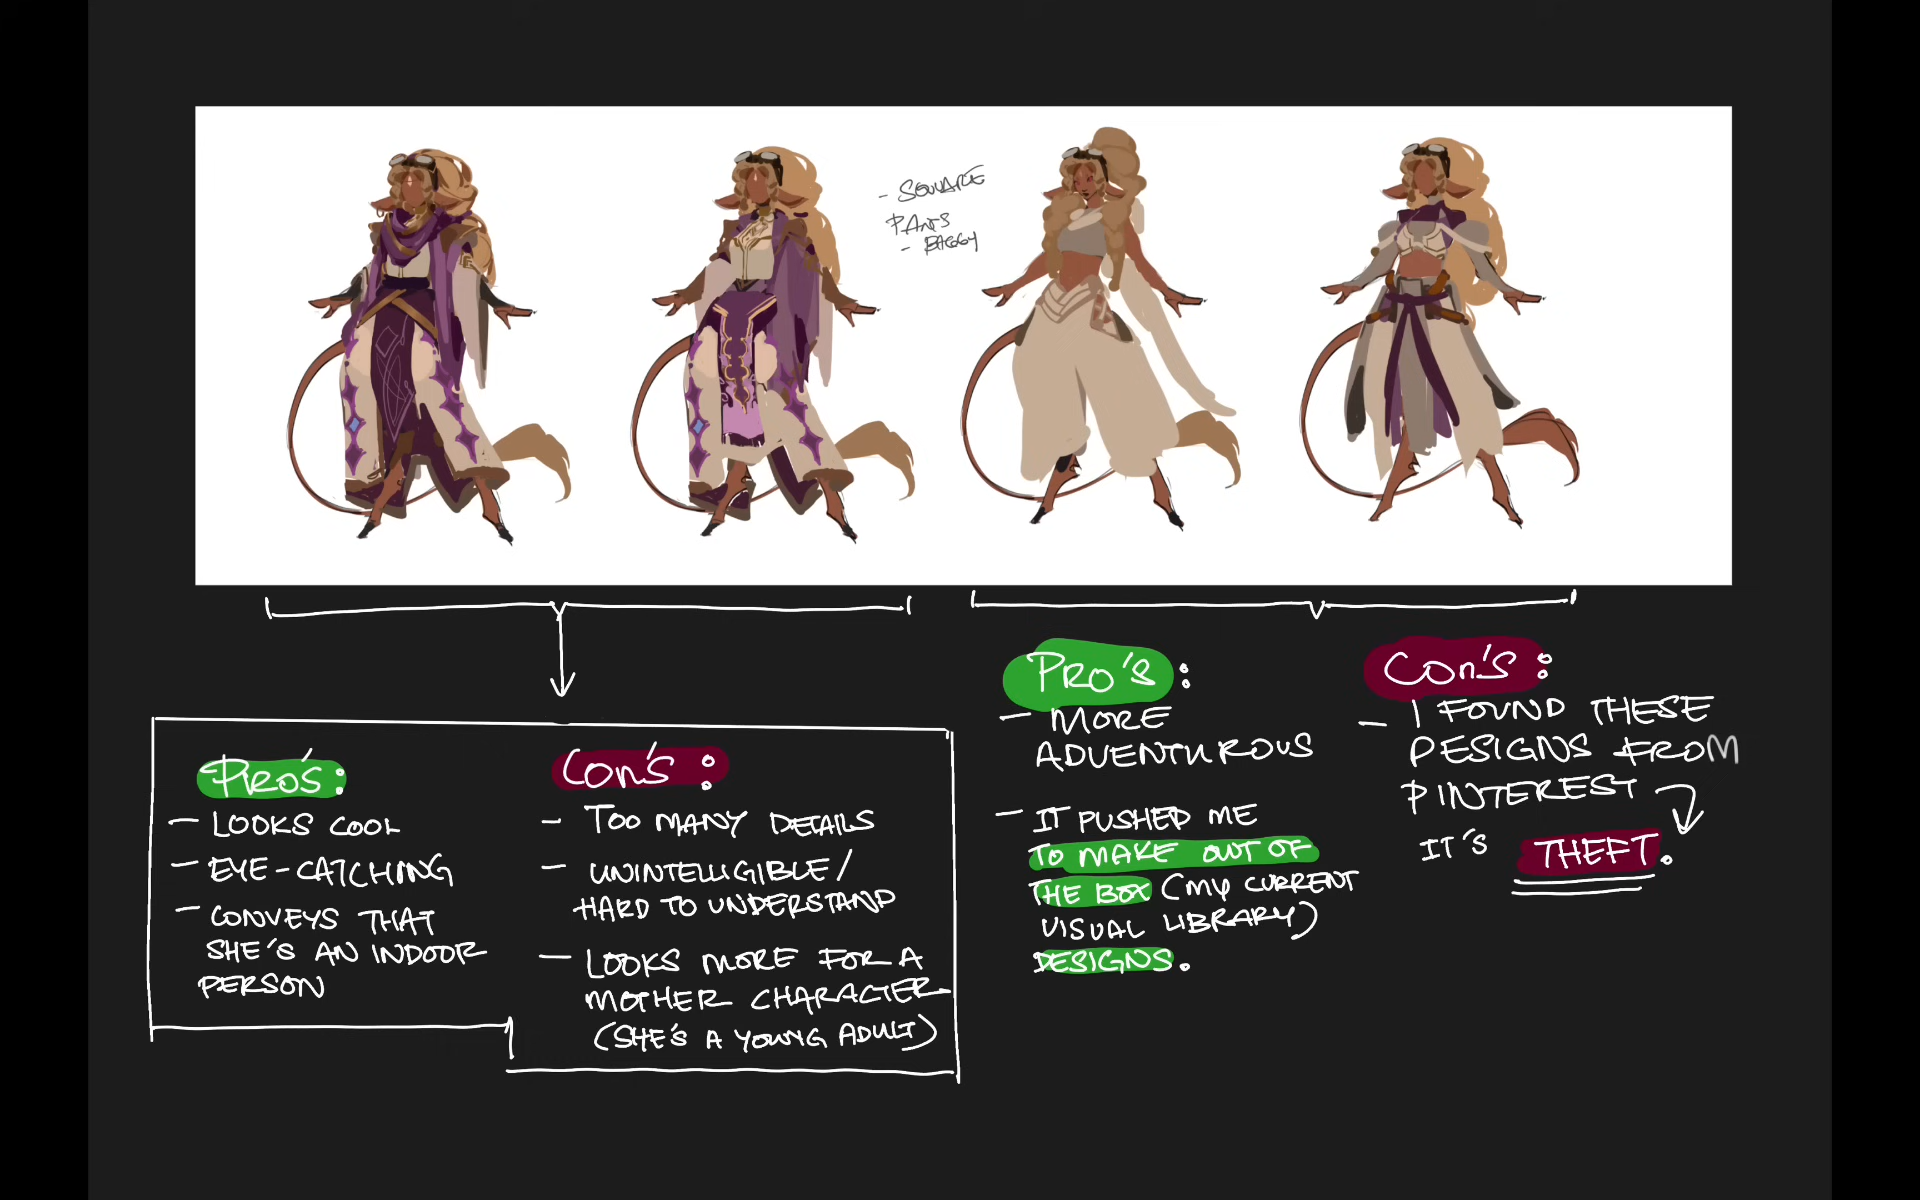 - SQUARE
PANTS
- BAGGY
PRO'S:
- LOOKS COOL
- EYE-CATCHING
- CONVEYS THAT
SHE'S AN INDOOR
PERSON
CON'S:
- TOO MANY DETAILS
- UNINTELLIGIBLE/
HARD TO UNDERSTAND
- LOOKS MORE FOR A
MOTHER CHARACTER
(SHE'S A YOUNG ADULT)
PRO'S:
- MORE
ADVENTUROUS
- IT PUSHED ME
TO MAKE OUT OF
THE BOX (MY CURRENT
VISUAL LIBRARY)
DESIGNS.
CON'S:
- I FOUND THESE
DESIGNS FROM
PINTEREST
IT'S THEFT.